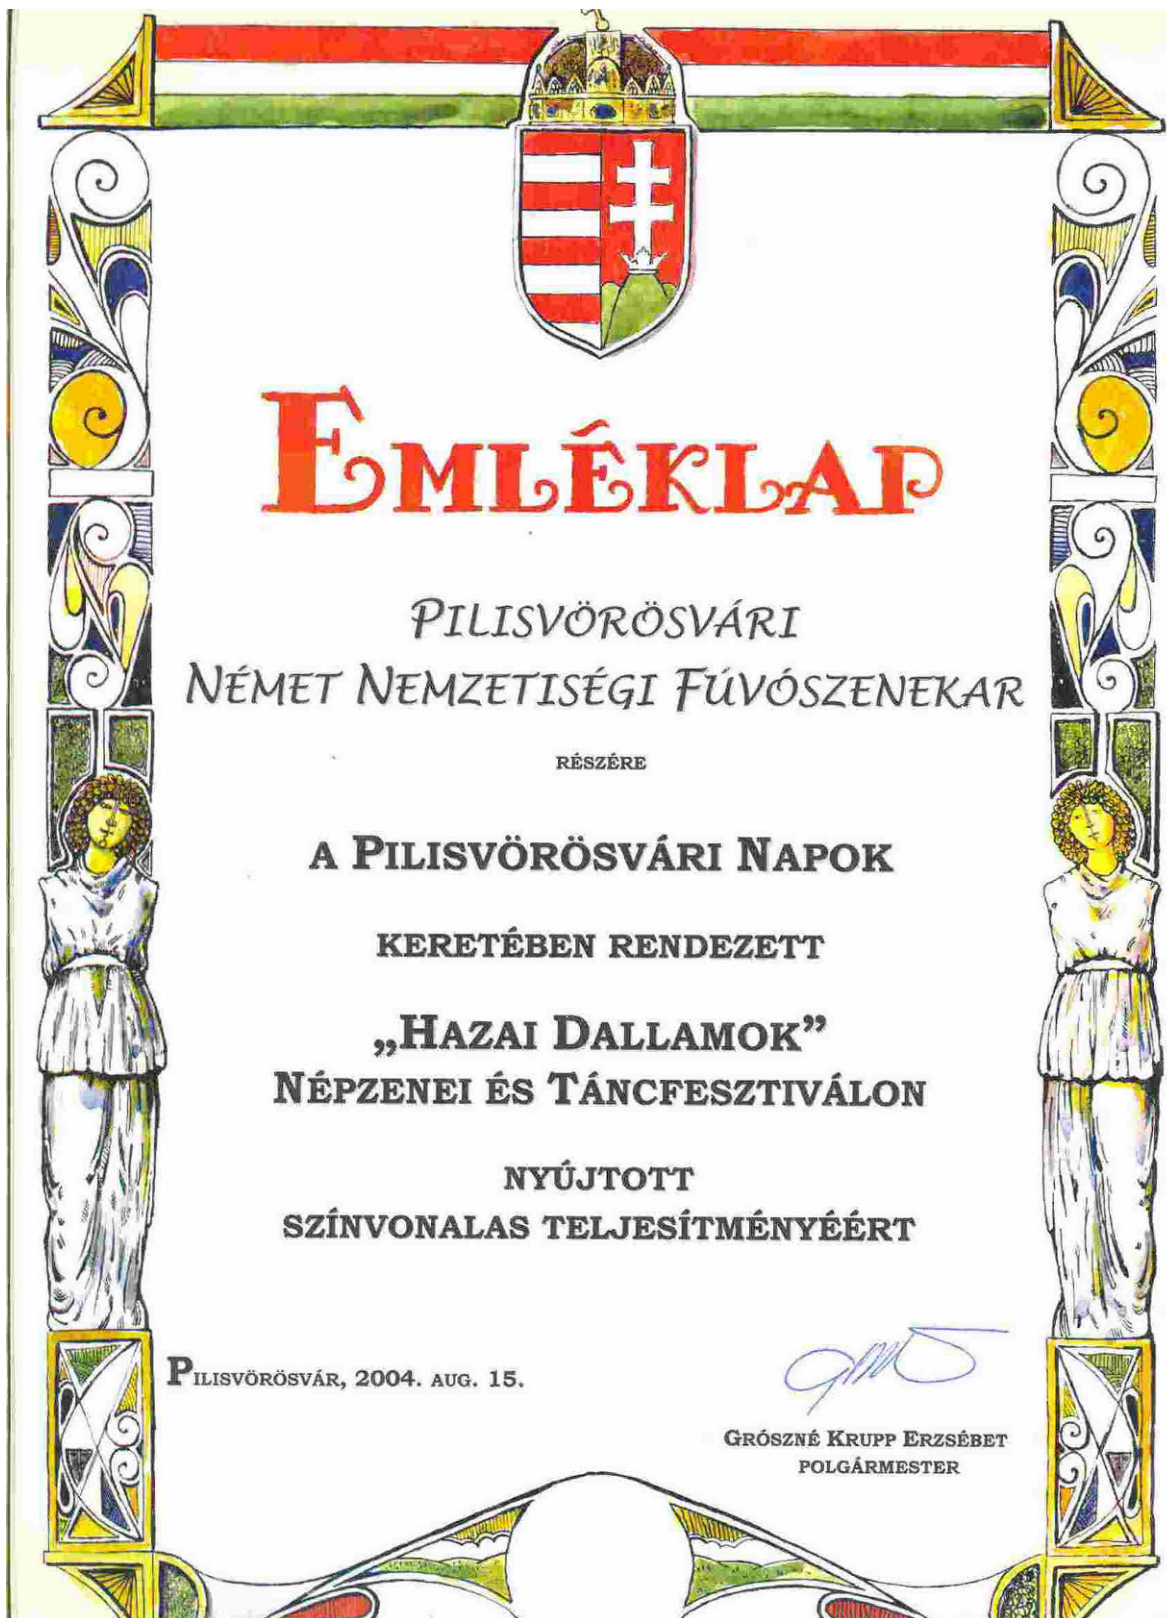 EMLÉKLAP
PILISVÖRÖSVÁRI
NÉMET NEMZETISÉGI FÚVÓSZENEKAR
RÉSZÉRE
A PILISVÖRÖSVÁRI NAPOK
KERETÉBEN RENDEZETT
„HAZAI DALLAMOK”
NÉPZENEI ÉS TÁNCFESZTIVÁLON
NYÚJTOTT
SZÍNVONALAS TELJESÍTMÉNYÉÉRT
PILISVÖRÖSVÁR, 2004. AUG. 15.
GRÓSZNÉ KRUPP ERZSÉBET
POLGÁRMESTER